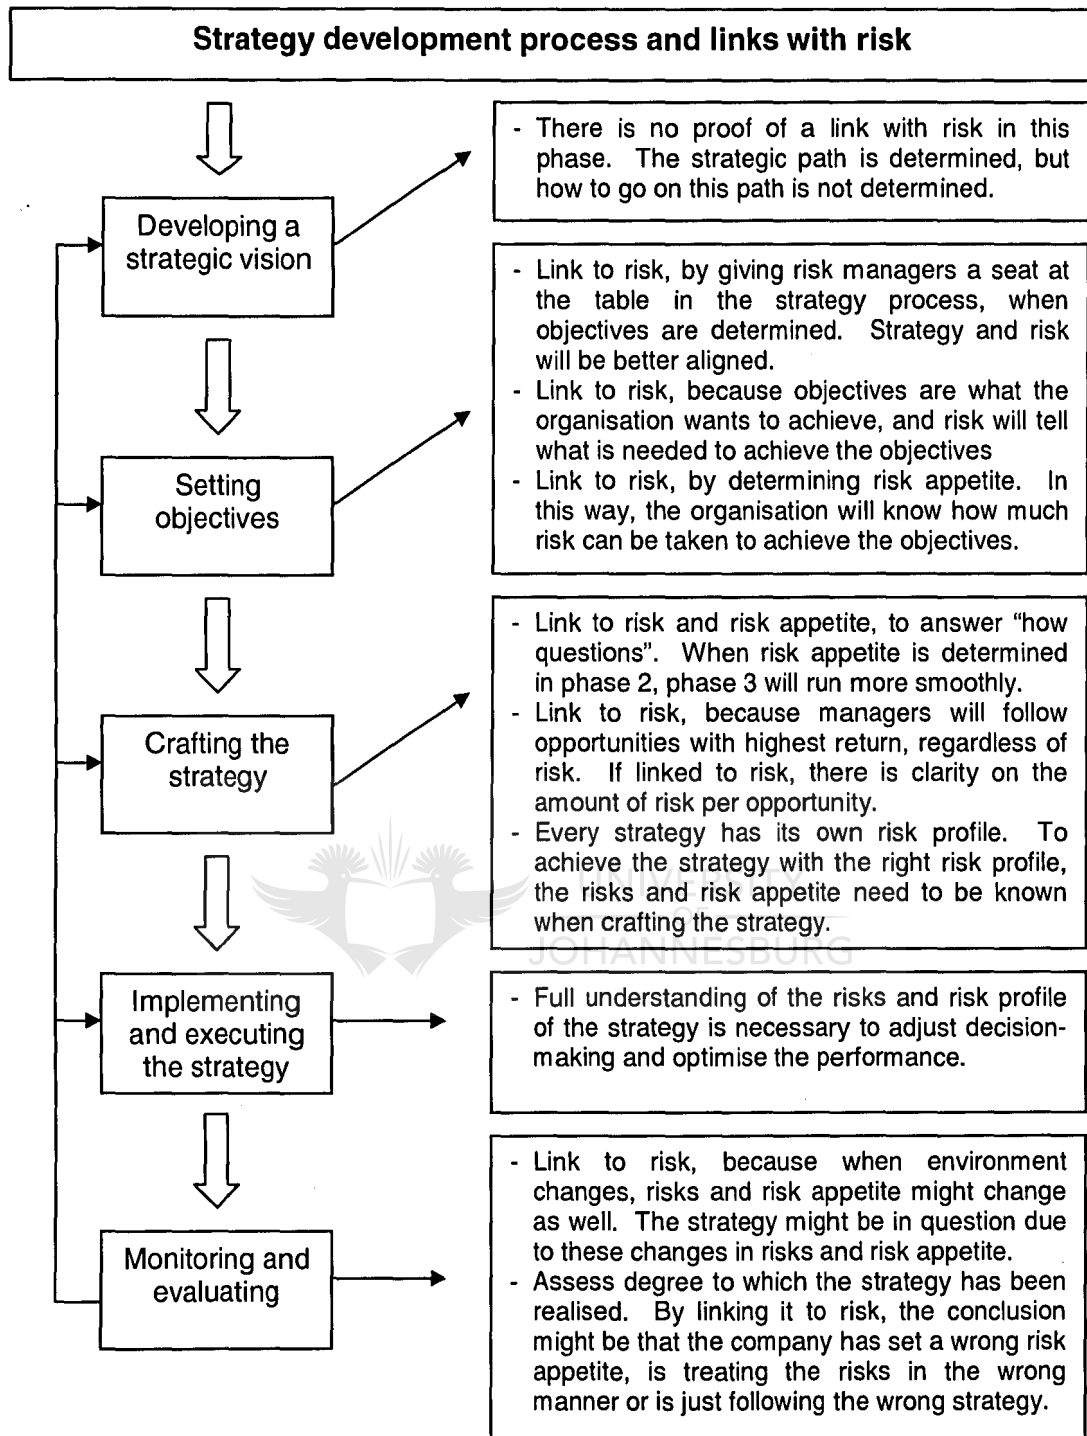 Strategy development process and links with risk
Developing a
strategic vision
- There is no proof of a link with risk in this
phase. The strategic path is determined, but
how to go on this path is not determined.
Setting
objectives
- Link to risk, by giving risk managers a seat at
the table in the strategy process, when
objectives are determined. Strategy and risk
will be better aligned.
- Link to risk, because objectives are what the
organisation wants to achieve, and risk will tell
what is needed to achieve the objectives
- Link to risk, by determining risk appetite. In
this way, the organisation will know how much
risk can be taken to achieve the objectives.
Crafting the
strategy
- Link to risk and risk appetite, to answer “how
questions”. When risk appetite is determined
in phase 2, phase 3 will run more smoothly.
- Link to risk, because managers will follow
opportunities with highest return, regardless of
risk. If linked to risk, there is clarity on the
amount of risk per opportunity.
- Every strategy has its own risk profile. To
achieve the strategy with the right risk profile,
the risks and risk appetite need to be known
when crafting the strategy.
UNIVERSITY
OF
JOHANNESBURG
Implementing
and executing
the strategy
- Full understanding of the risks and risk profile
of the strategy is necessary to adjust decision-
making and optimise the performance.
Monitoring and
evaluating
- Link to risk, because when environment
changes, risks and risk appetite might change
as well. The strategy might be in question due
to these changes in risks and risk appetite.
- Assess degree to which the strategy has been
realised. By linking it to risk, the conclusion
might be that the company has set a wrong risk
appetite, is treating the risks in the wrong
manner or is just following the wrong strategy.